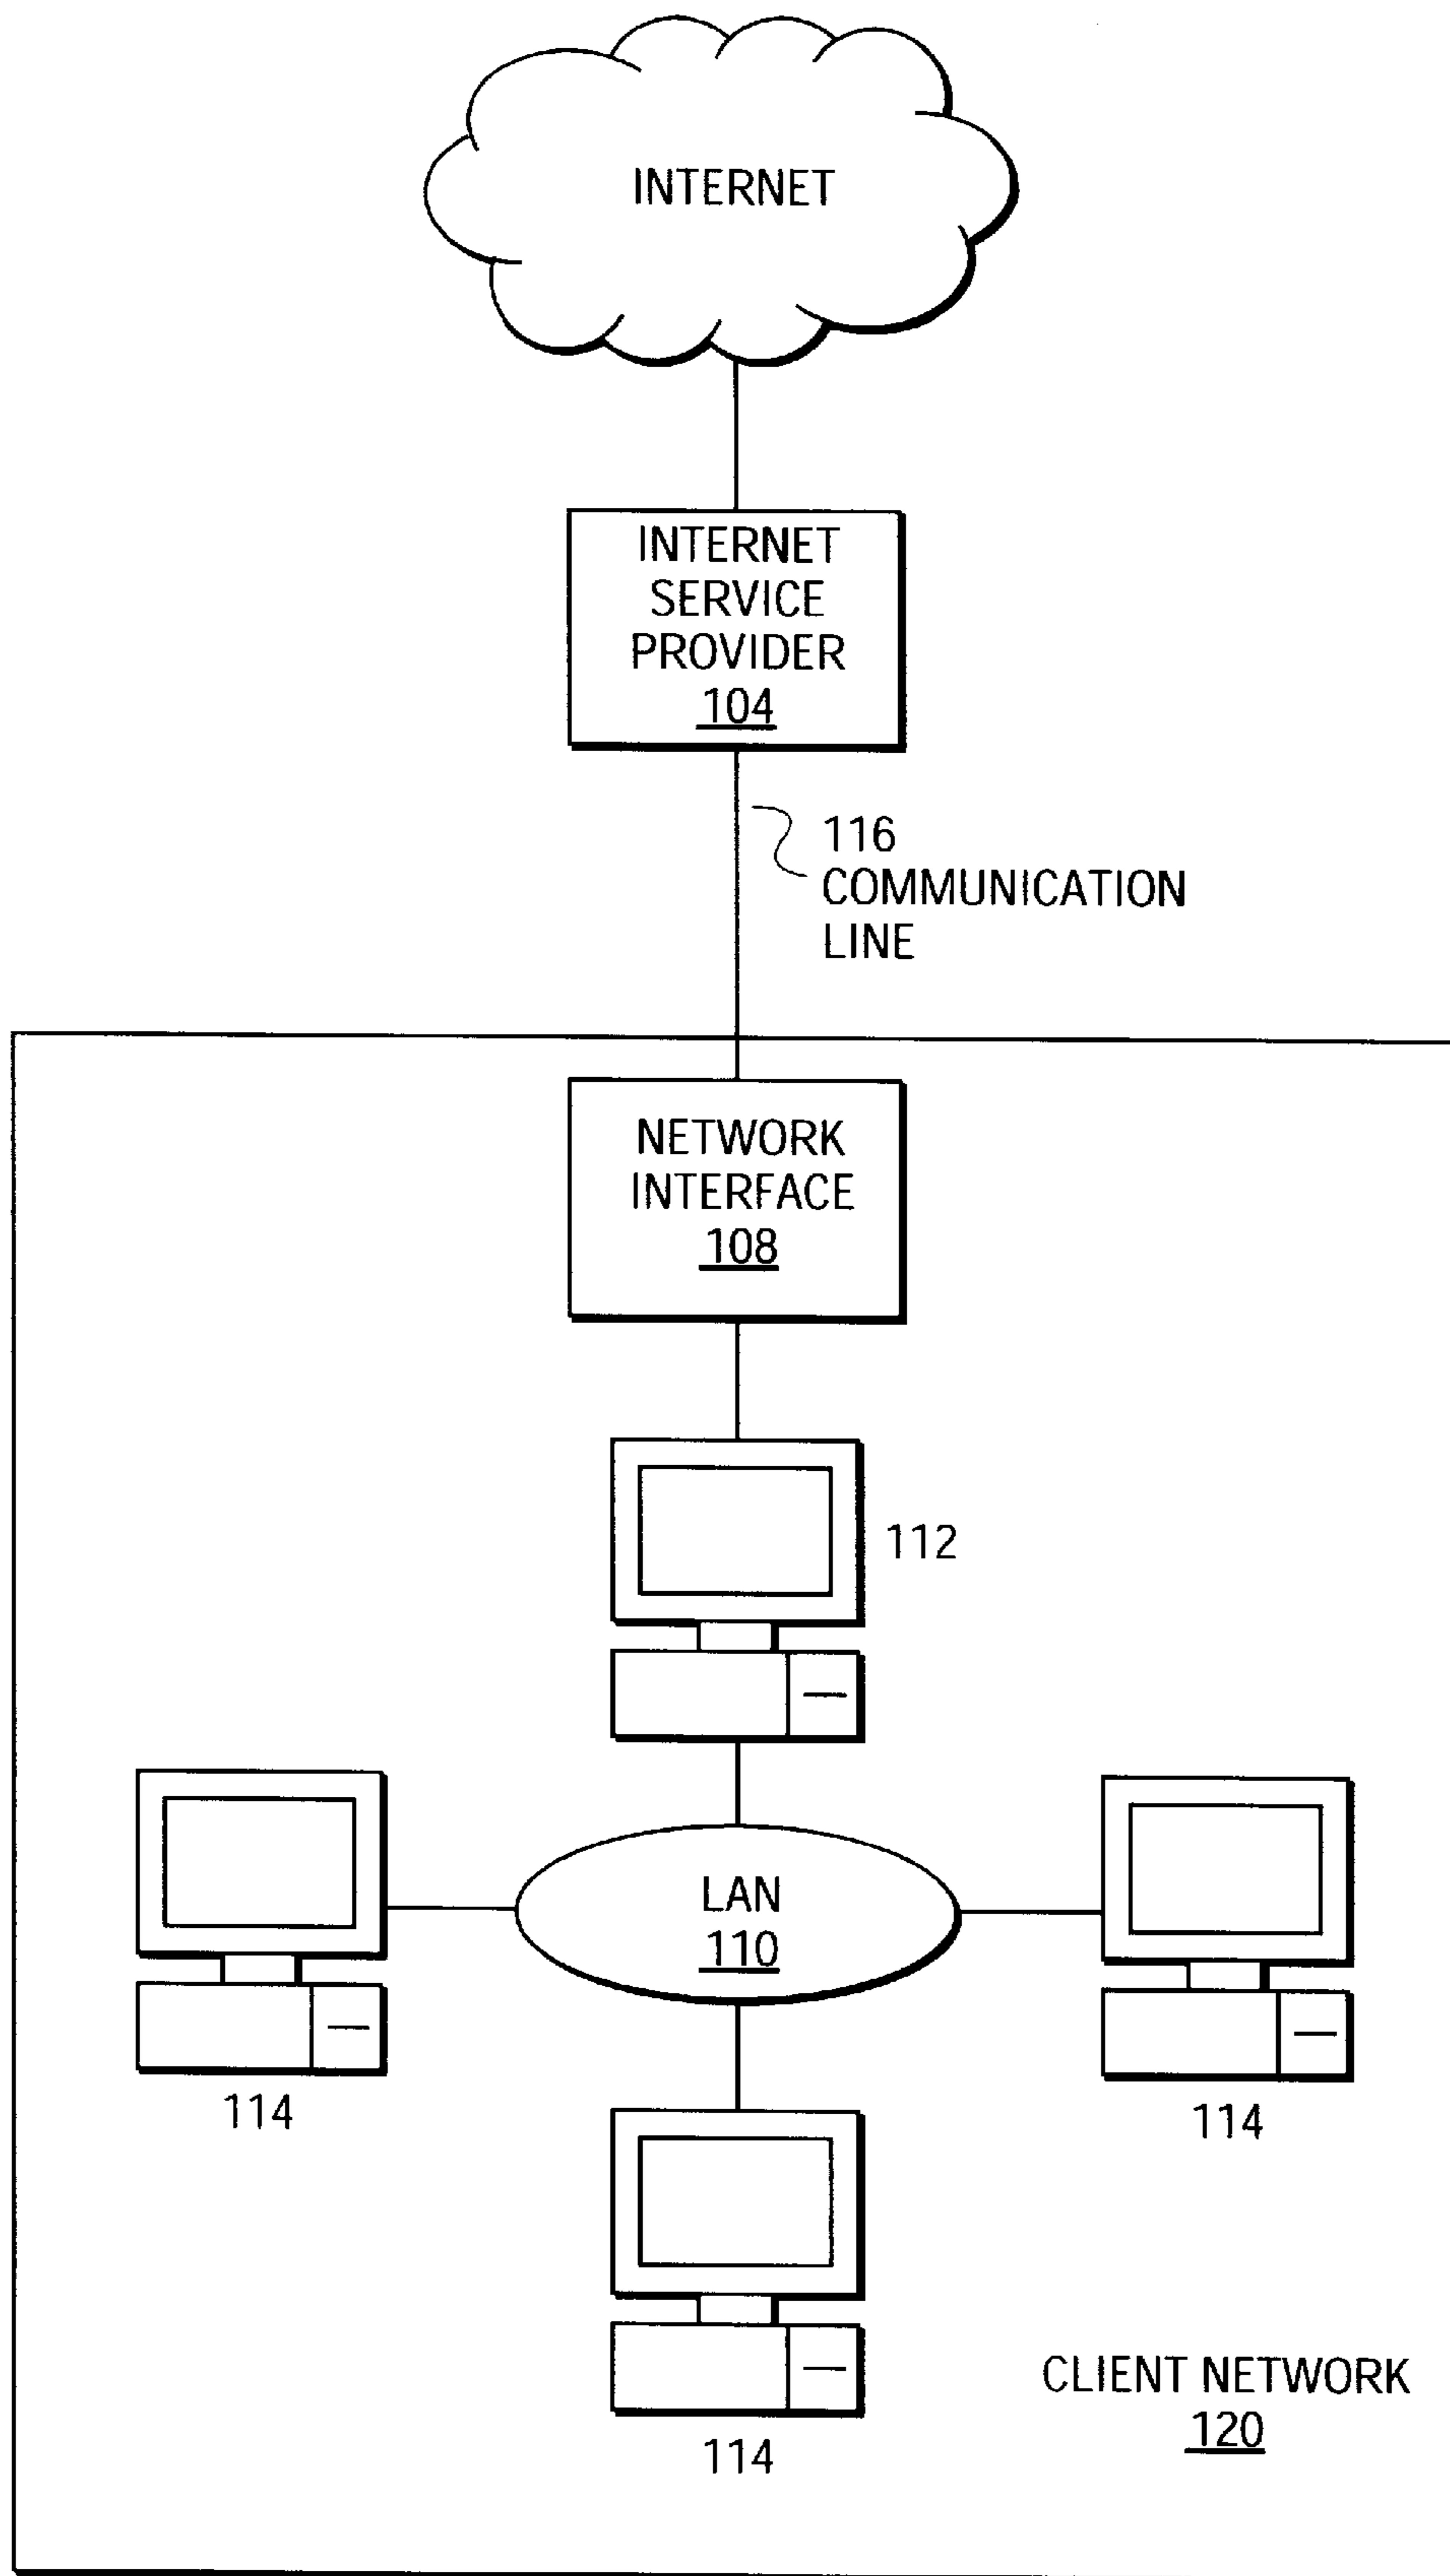 INTERNET
INTERNET
SERVICE
PROVIDER
104
116
COMMUNICATION
LINE
NETWORK
INTERFACE
108
112
LAN
110
114
114
114
CLIENT NETWORK
120